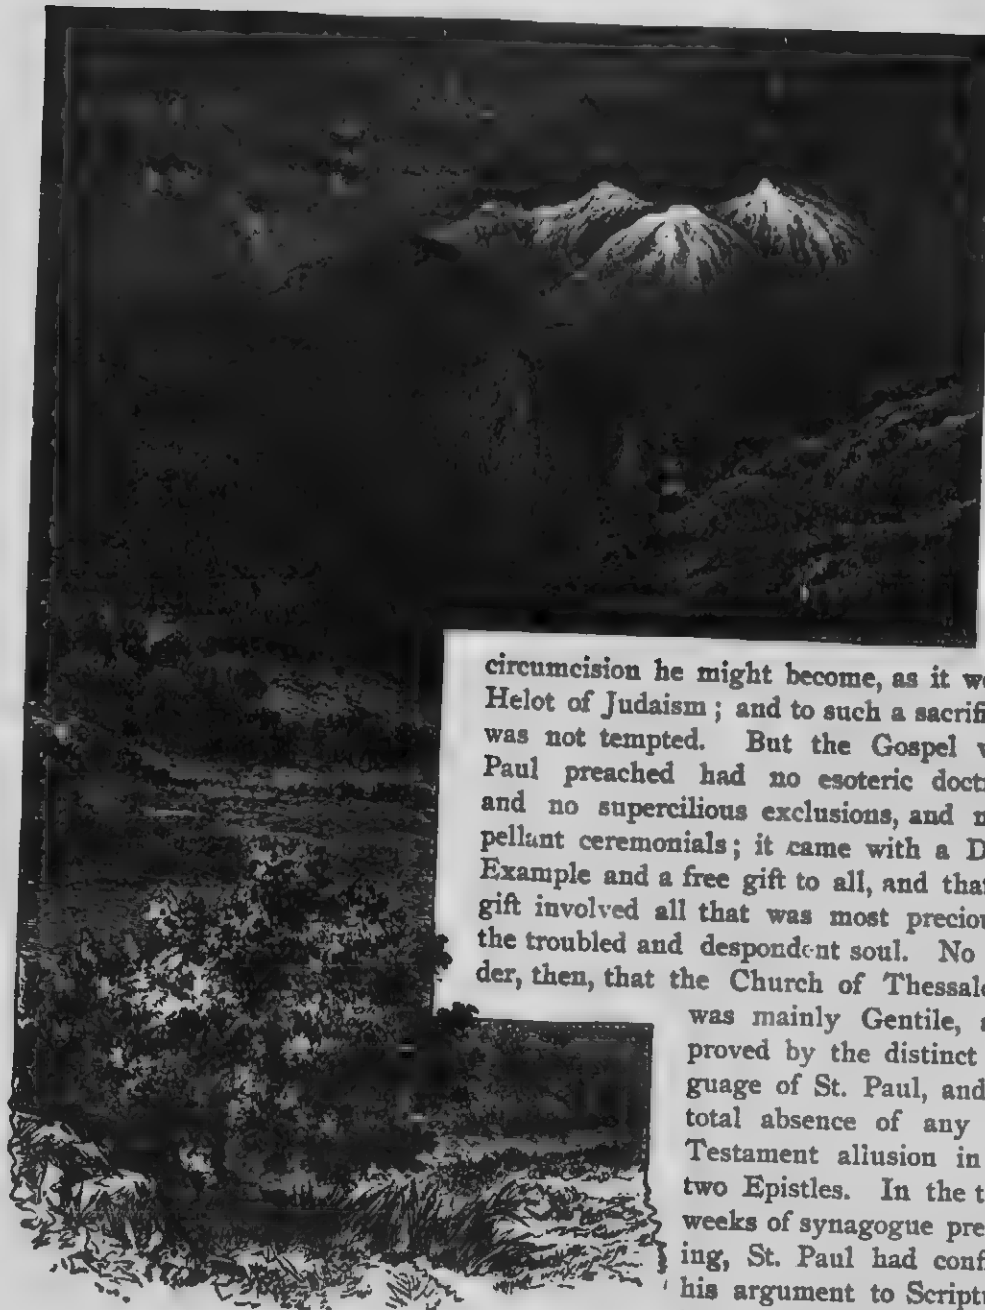 circumcision he might become, as it
Helot of Judaism; and to such a
was not tempted. But the Gospel
Paul preached had no esoteric
and no supercilious exclusions, and
pellant ceremonials; it came with a
Example and a free gift to all, and
gift involved all that was most
the troubled and despondent soul. No
der, then, that the Church of
was mainly Gentile,
proved by the distinct
guage of St. Paul, and
total absence of any
Testament allusion in
two Epistles. In the
weeks of synagogue
ing, St. Paul had
his argument to